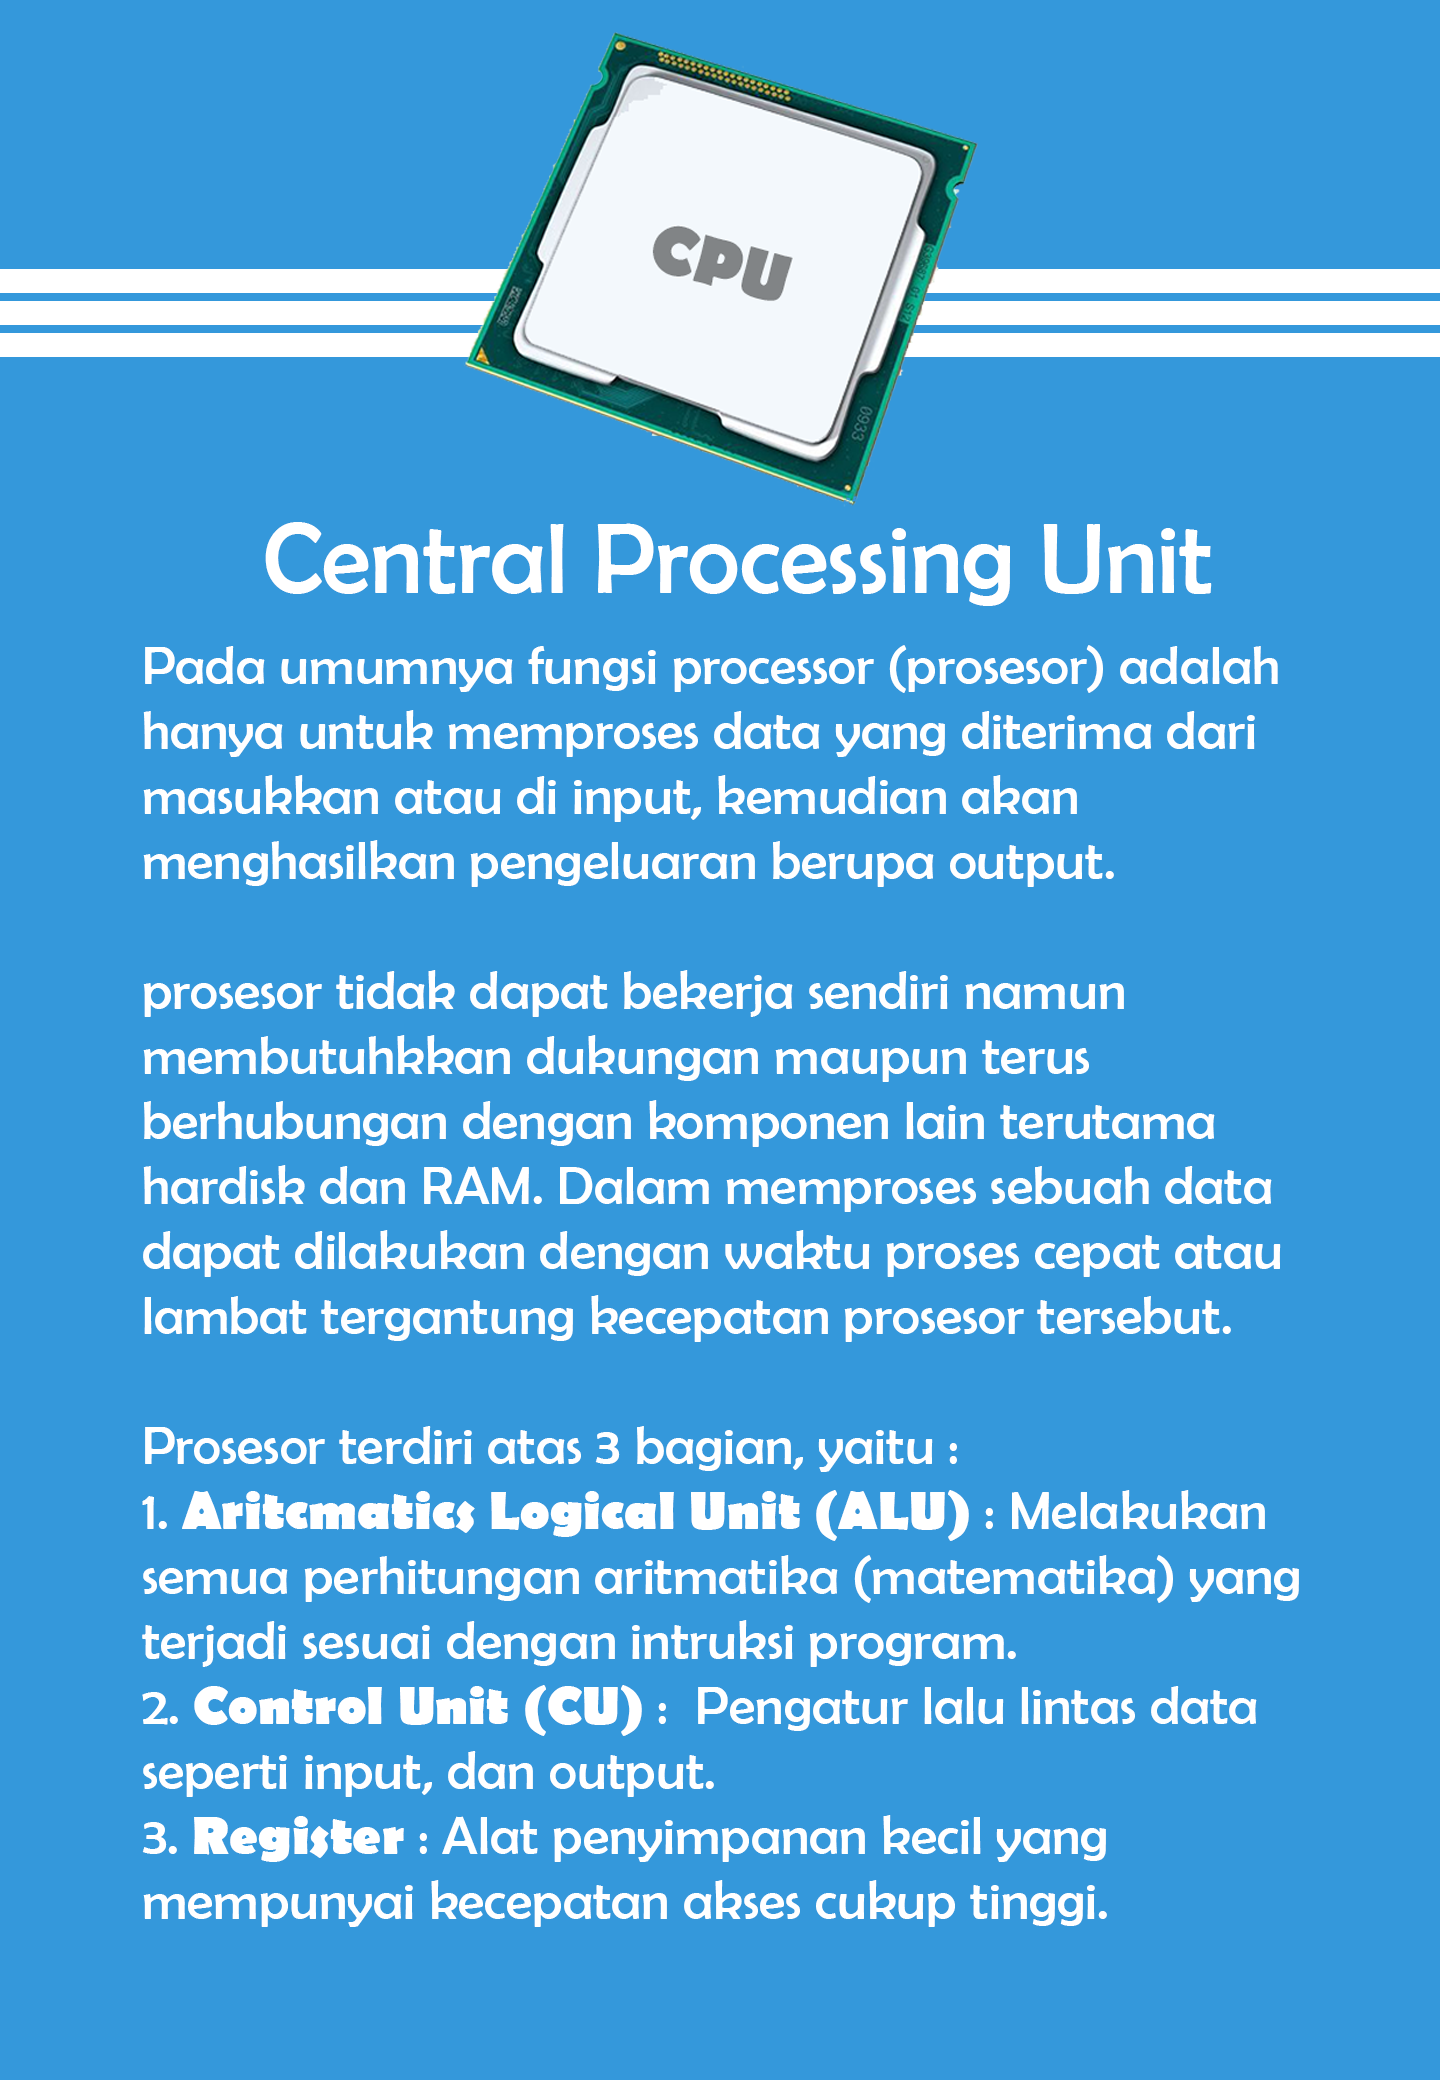 CPU
0933
Central Processing Unit
Pada umumnya fungsi processor (prosesor) adalah
hanya untuk memproses data yang diterima dari
masukkan atau di input, kemudian akan
menghasilkan pengeluaran berupa output.
prosesor tidak dapat bekerja sendiri namun
membutuhkkan dukungan maupun terus
berhubungan dengan komponen lain terutama
hardisk dan RAM. Dalam memproses sebuah data
dapat dilakukan dengan waktu proses cepat atau
lambat tergantung kecepatan prosesor tersebut.
Prosesor terdiri atas 3 bagian, yaitu :
1. Aritcmatics Logical Unit (ALU) : Melakukan
semua perhitungan aritmatika (matematika) yang
terjadi sesuai dengan intruksi program.
2. Control Unit (CU) :  Pengatur lalu lintas data
seperti input, dan output.
3. Register : Alat penyimpanan kecil yang
mempunyai kecepatan akses cukup tinggi.